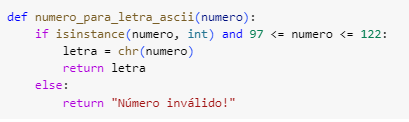 def numero_para_letra_ascii(numero):
    if isinstance(numero, int) and 97 <= numero <= 122:
        letra = chr(numero)
        return letra
    else:
        return "Número inválido!"